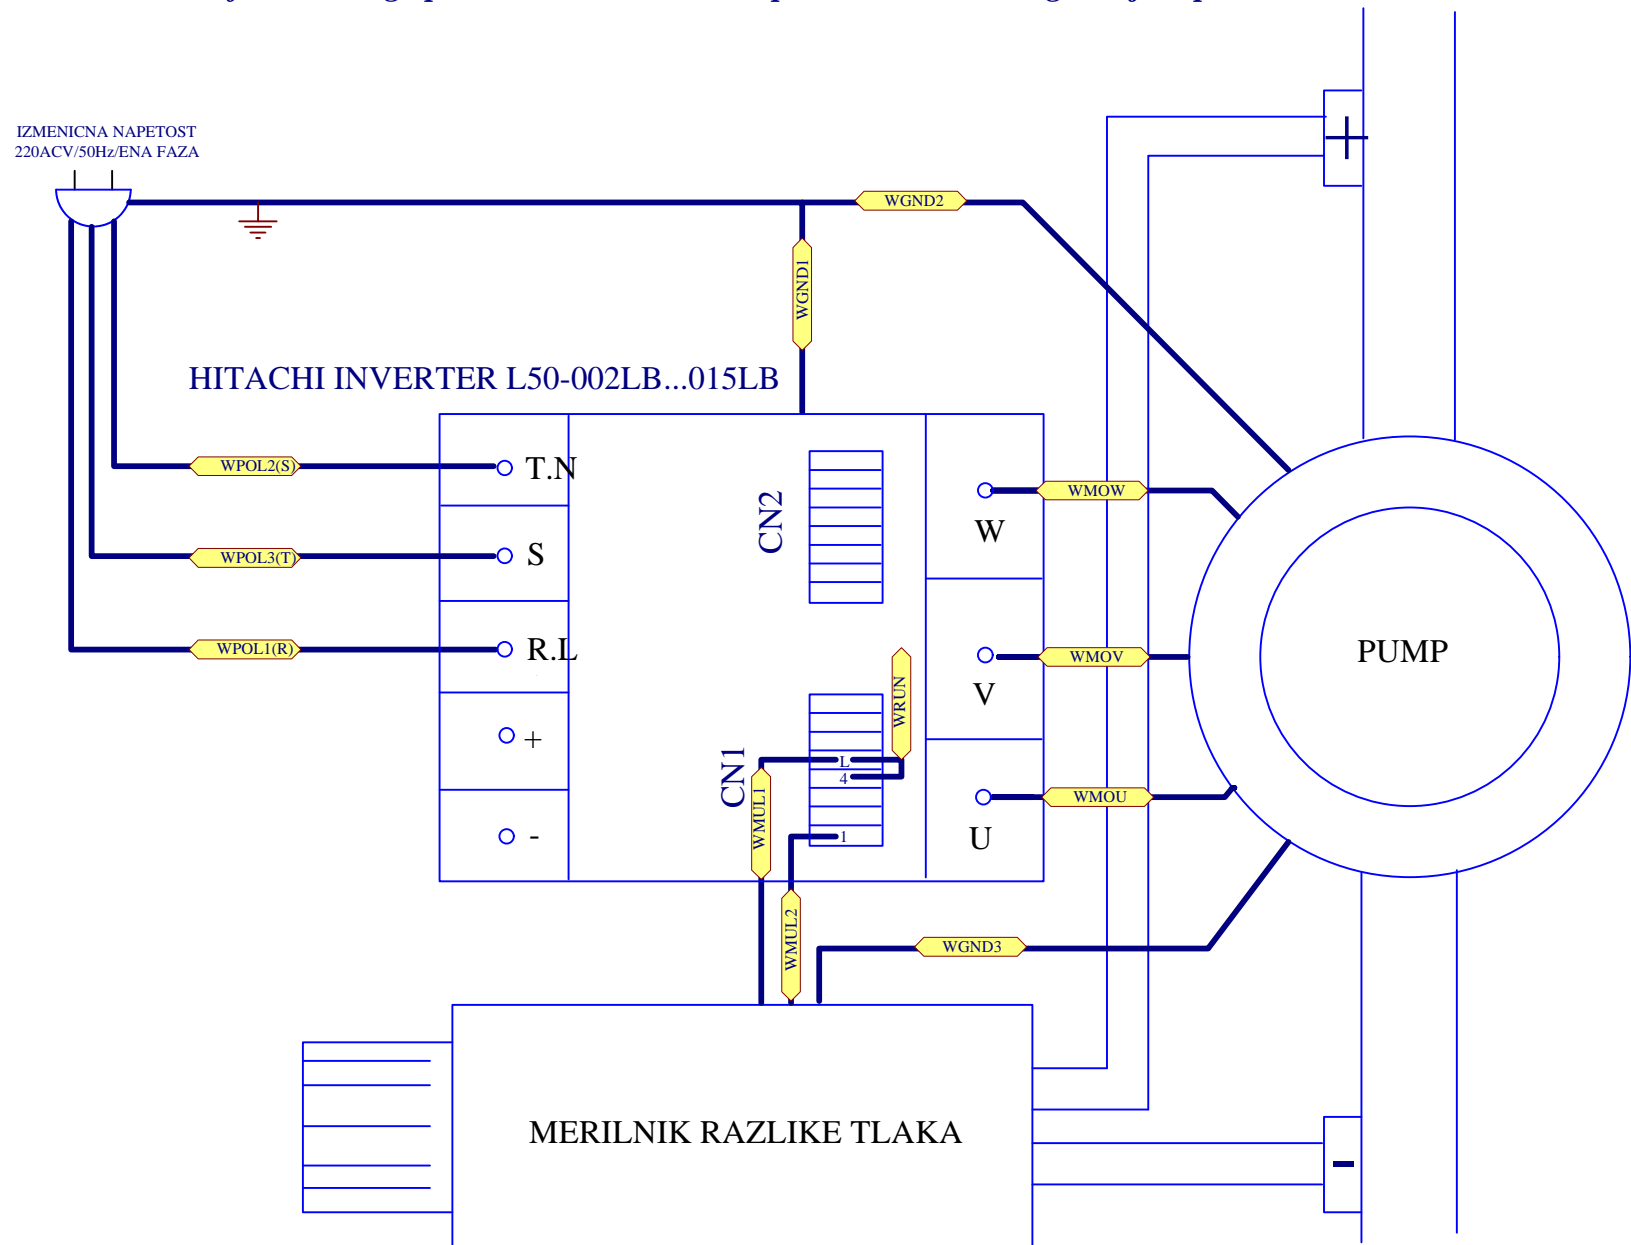 IZMENICNA NAPETOST
220ACV/50Hz/ENA FAZA
WGND2
WGND1
HITACHI INVERTER L50-002LB...015LB
WPOL2(S)
T.N
CN2
WMOW
W
WPOL3(T)
S
WPOL1(R)
R.L
WRUN
WMOV
V
PUMP
+
CN1
L
4
WMUL1
WMOU
1
U
-
WMUL2
WGND3
MERILNIK RAZLIKE TLAKA
+
-